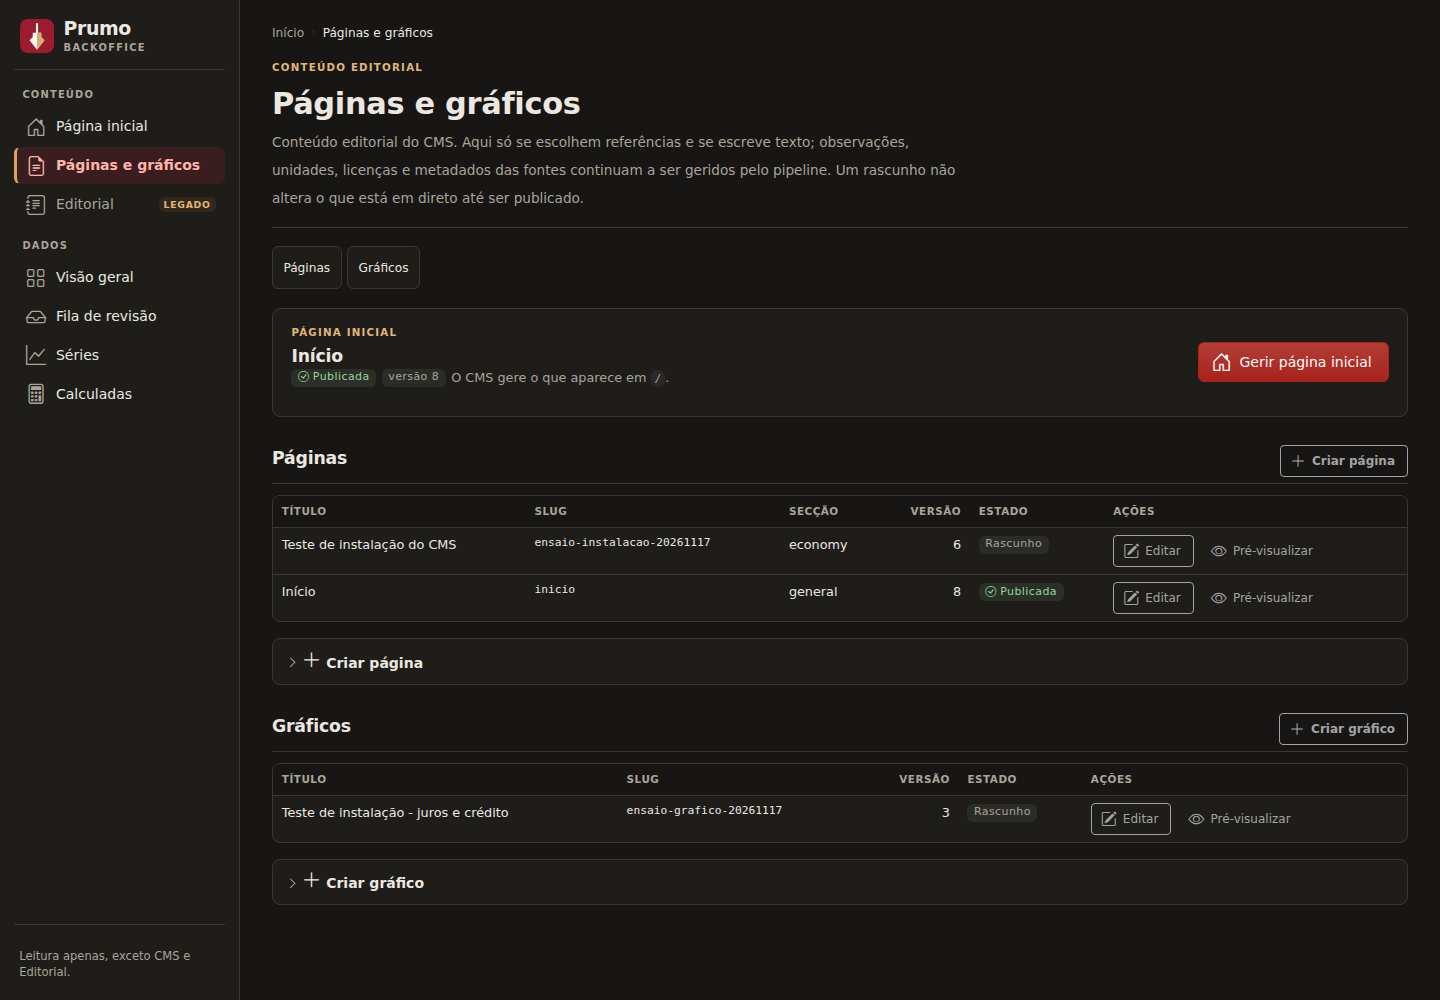 Prumo
BACKOFFICE
CONTEÚDO
Página inicial
Páginas e gráficos
Editorial LEGADO
DADOS
Visão geral
Fila de revisão
Séries
Calculadas
Leitura apenas, exceto CMS e
Editorial.
Início › Páginas e gráficos
CONTEÚDO EDITORIAL
Páginas e gráficos
Conteúdo editorial do CMS. Aqui só se escolhem referências e se escreve texto; observações,
unidades, licenças e metadados das fontes continuam a ser geridos pelo pipeline. Um rascunho não
altera o que está em direto até ser publicado.
Páginas Gráficos
PÁGINA INICIAL
Início
Publicada versão 8 O CMS gere o que aparece em /.
Gerir página inicial
Páginas
Criar página
TÍTULO SLUG SECÇÃO VERSÃO ESTADO AÇÕES
Teste de instalação do CMS ensaio-instalacao-20261117 economy 6 Rascunho Editar Pré-visualizar
Início inicio general 8 Publicada Editar Pré-visualizar
Criar página
Gráficos
Criar gráfico
TÍTULO SLUG VERSÃO ESTADO AÇÕES
Teste de instalação - juros e crédito ensaio-grafico-20261117 3 Rascunho Editar Pré-visualizar
Criar gráfico